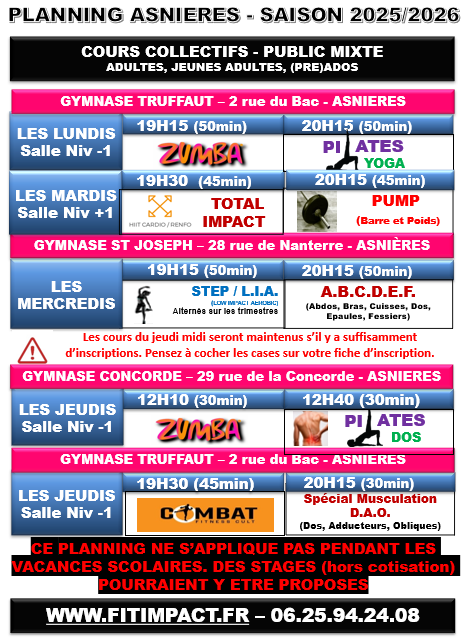 PLANNING ASNIERES - SAISON 2025/2026
COURS COLLECTIFS - PUBLIC MIXTE
ADULTES, JEUNES ADULTES, (PRE)ADOS
GYMNASE TRUFFAUT – 2 rue du Bac - ASNIERES
LES LUNDIS
Salle Niv -1
19H15 (50min)
ZUMBA
20H15 (50min)
PILATES
YOGA
LES MARDIS
Salle Niv +1
19H30 (45min)
HIIT CARDIO / RENFO
TOTAL
IMPACT
20H15 (45min)
PUMP
(Barre et Poids)
GYMNASE ST JOSEPH – 28 rue de Nanterre - ASNIÈRES
LES
MERCREDIS
19H15 (50min)
STEP / L.I.A.
(LOW IMPACT AEROBIC)
Alternés sur les trimestres
20H15 (50min)
A.B.C.D.E.F.
(Abdos, Bras, Cuisses, Dos,
Epaules, Fessiers)
Les cours du jeudi midi seront maintenus s’il y a suffisamment
d’inscriptions. Pensez à cocher les cases sur votre fiche d’inscription.
GYMNASE CONCORDE – 29 rue de la Concorde - ASNIERES
LES JEUDIS
Salle Niv -1
12H10 (30min)
ZUMBA
12H40 (30min)
PILATES
DOS
GYMNASE TRUFFAUT – 2 rue du Bac - ASNIERES
LES JEUDIS
Salle Niv -1
19H30 (45min)
COMBAT
FITNESS CULT
20H15 (30min)
Spécial Musculation
D.A.O.
(Dos, Adducteurs, Obliques)
CE PLANNING NE S’APPLIQUE PAS PENDANT LES
VACANCES SCOLAIRES. DES STAGES (hors cotisation)
POURRAIENT Y ETRE PROPOSES
WWW.FITIMPACT.FR – 06.25.94.24.08